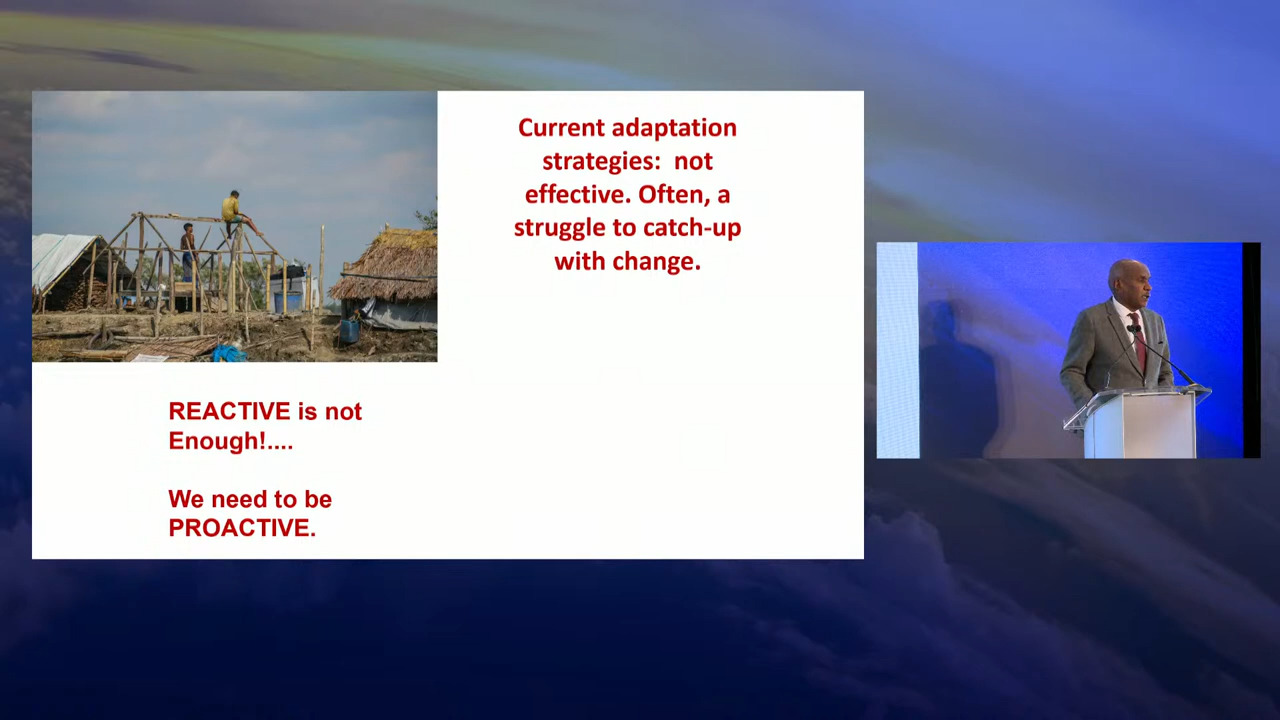 Current adaptation
strategies:  not
effective. Often, a
struggle to catch-up
with change.
REACTIVE is not
Enough!....
We need to be
PROACTIVE.